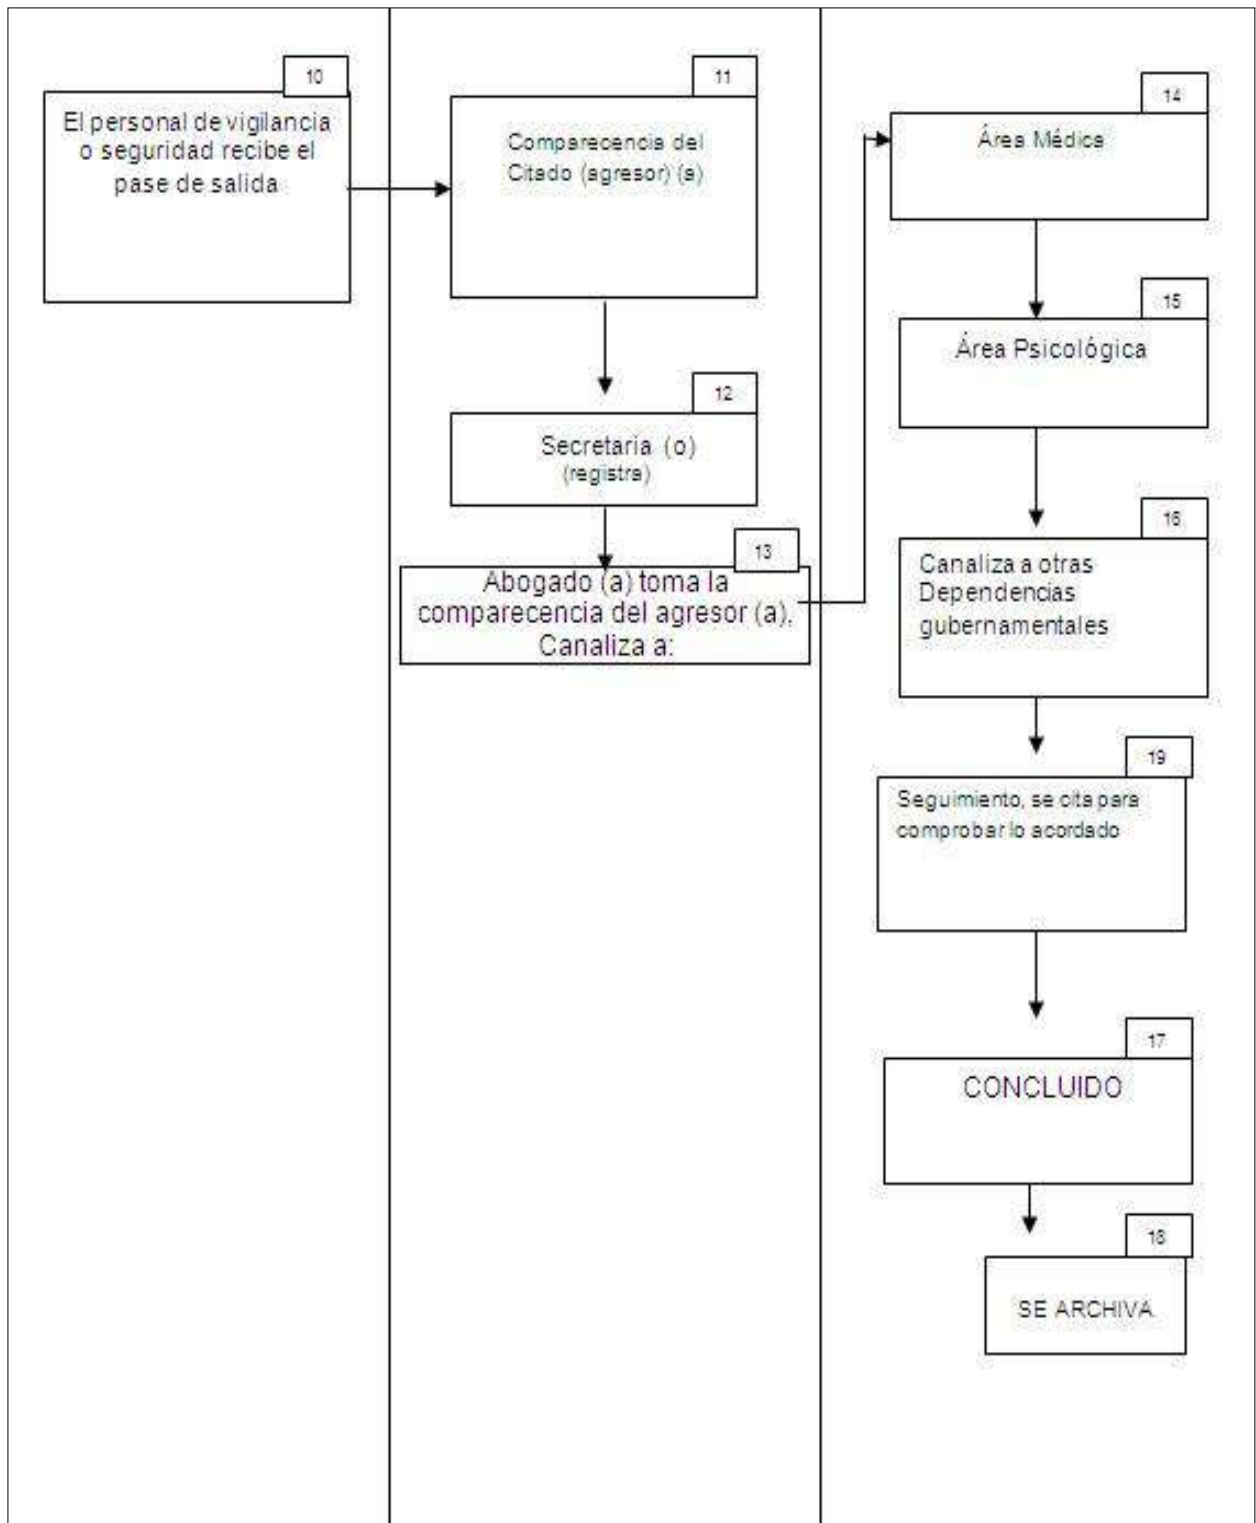 10
El personal de vigilancia
o seguridad recibe el
pase de salida
11
Comparecencia del
Citado (agresor) (a)
12
Secretaria (o)
(registra)
13
Abogado (a) toma la
comparecencia del agresor (a).
Canaliza a:
14
Área Médica
15
Área Psicológica
16
Canaliza a otras
Dependencias
gubernamentales
19
Seguimiento, se cita para
comprobar lo acordado
17
CONCLUIDO
18
SE ARCHIVA